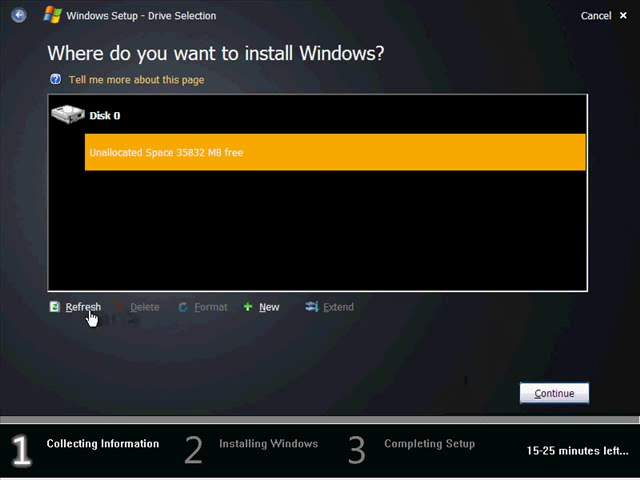 Windows Setup - Drive Selection
Cancel
Where do you want to install Windows?
Tell me more about this page
Disk 0
Unallocated Space 35832 MB free
Refresh Delete Format New Extend
Continue
1 Collecting Information 2 Installing Windows 3 Completing Setup
15-25 minutes left...